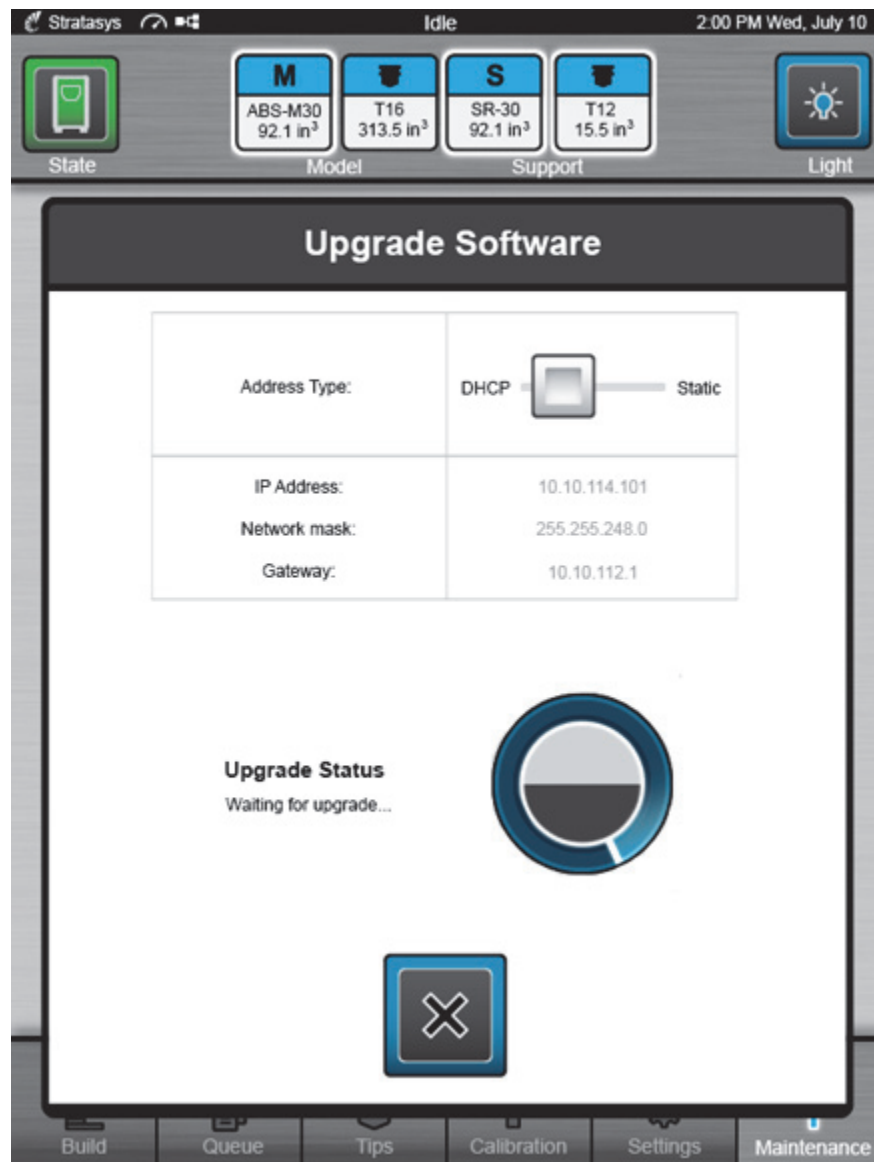 Stratasys Idle 2:00 PM Wed, July 10
M S
ABS-M30 T16 SR-30 T12
92.1 in³ 313.5 in³ 92.1 in³ 15.5 in³
State Model Support Light
Upgrade Software
Address Type: DHCP Static
IP Address: 10.10.114.101
Network mask: 255.255.248.0
Gateway: 10.10.112.1
Upgrade Status
Waiting for upgrade...
Build Queue Tips Calibration Settings Maintenance